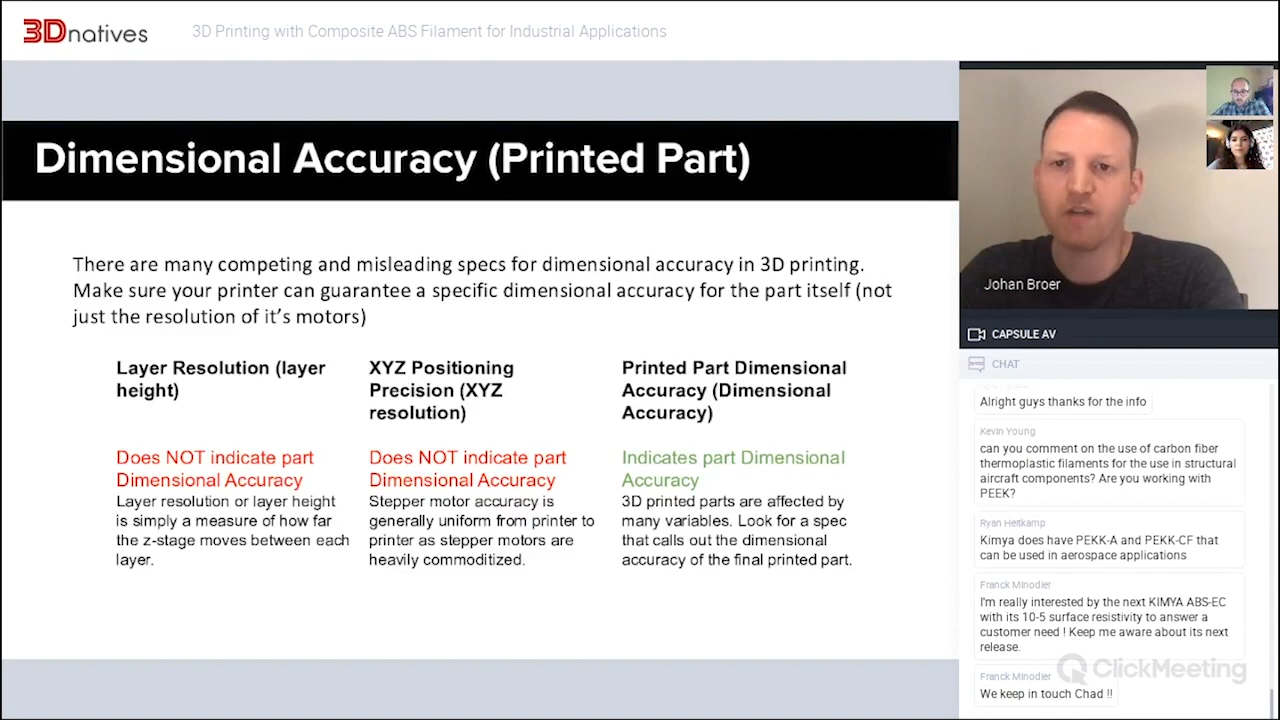 3Dnatives
3D Printing with Composite ABS Filament for Industrial Applications
Dimensional Accuracy (Printed Part)
There are many competing and misleading specs for dimensional accuracy in 3D printing.
Make sure your printer can guarantee a specific dimensional accuracy for the part itself (not
just the resolution of it's motors)
Layer Resolution (layer
height)
Does NOT indicate part
Dimensional Accuracy
Layer resolution or layer height
is simply a measure of how far
the z-stage moves between each
layer.
XYZ Positioning
Precision (XYZ
resolution)
Does NOT indicate part
Dimensional Accuracy
Stepper motor accuracy is
generally uniform from printer to
printer as stepper motors are
heavily commoditized.
Printed Part Dimensional
Accuracy (Dimensional
Accuracy)
Indicates part Dimensional
Accuracy
3D printed parts are affected by
many variables. Look for a spec
that calls out the dimensional
accuracy of the final printed part.
Johan Broer
CAPSULE AV
CHAT
Alright guys thanks for the info
Kevin Young
can you comment on the use of carbon fiber
thermoplastic filaments for the use in structural
aircraft components? Are you working with
PEEK?
Ryan Heitkamp
Kimya does have PEKK-A and PEKK-CF that
can be used in aerospace applications
Franck Minodier
I'm really interested by the next KIMYA ABS-EC
with its 10-5 surface resistivity to answer a
customer need ! Keep me aware about its next
release.
ClickMeeting
Franck Minodier
We keep in touch Chad !!